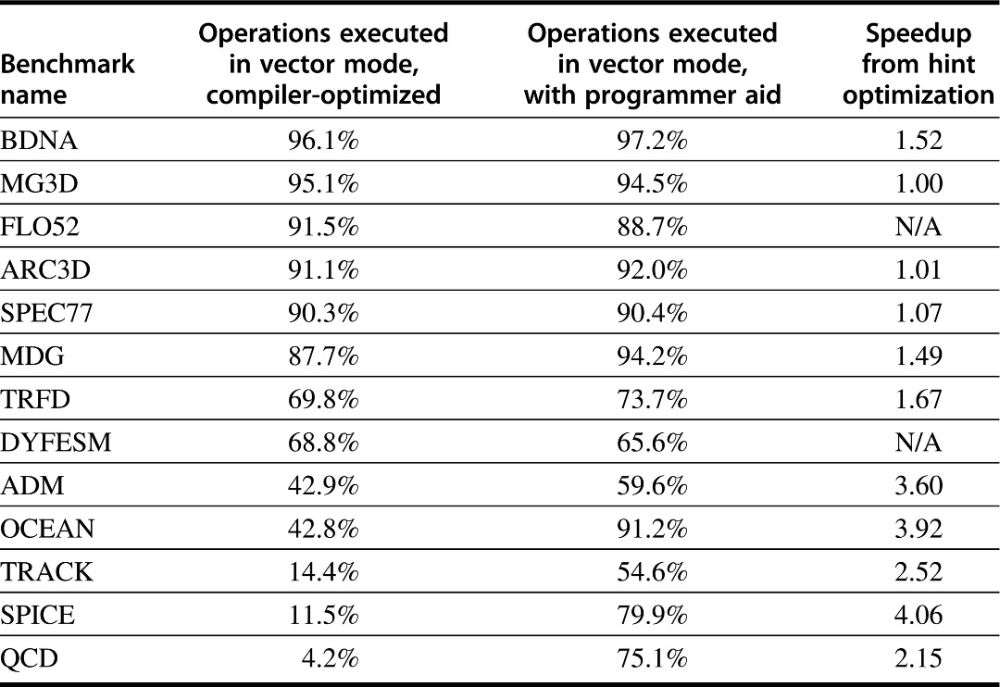 Benchmark name Operations executed in vector mode, compiler-optimized Operations executed in vector mode, with programmer aid Speedup from hint optimization
BDNA 96.1% 97.2% 1.52
MG3D 95.1% 94.5% 1.00
FLO52 91.5% 88.7% N/A
ARC3D 91.1% 92.0% 1.01
SPEC77 90.3% 90.4% 1.07
MDG 87.7% 94.2% 1.49
TRFD 69.8% 73.7% 1.67
DYFESM 68.8% 65.6% N/A
ADM 42.9% 59.6% 3.60
OCEAN 42.8% 91.2% 3.92
TRACK 14.4% 54.6% 2.52
SPICE 11.5% 79.9% 4.06
QCD 4.2% 75.1% 2.15